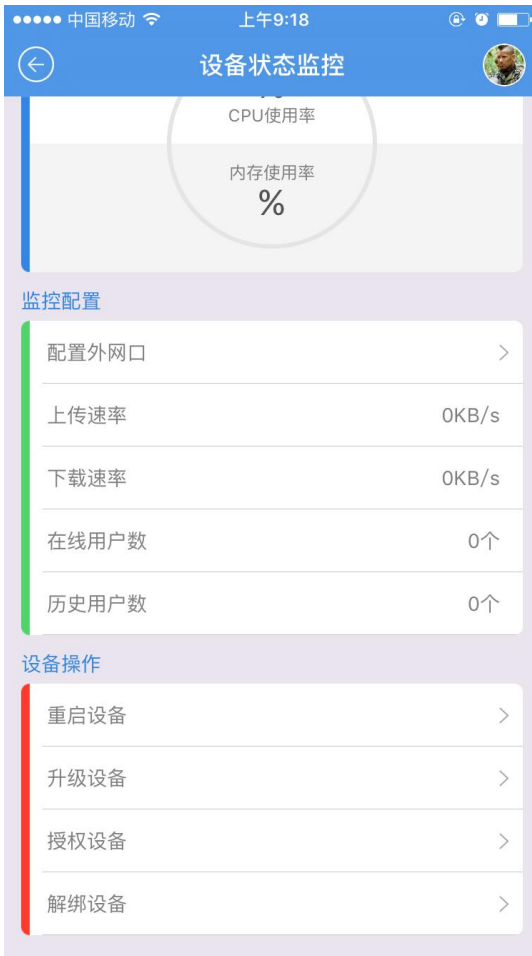 中国移动 上午9:18
设备状态监控
CPU使用率
内存使用率
%
监控配置
配置外网口
上传速率 0KB/s
下载速率 0KB/s
在线用户数 0个
历史用户数 0个
设备操作
重启设备
升级设备
授权设备
解绑设备